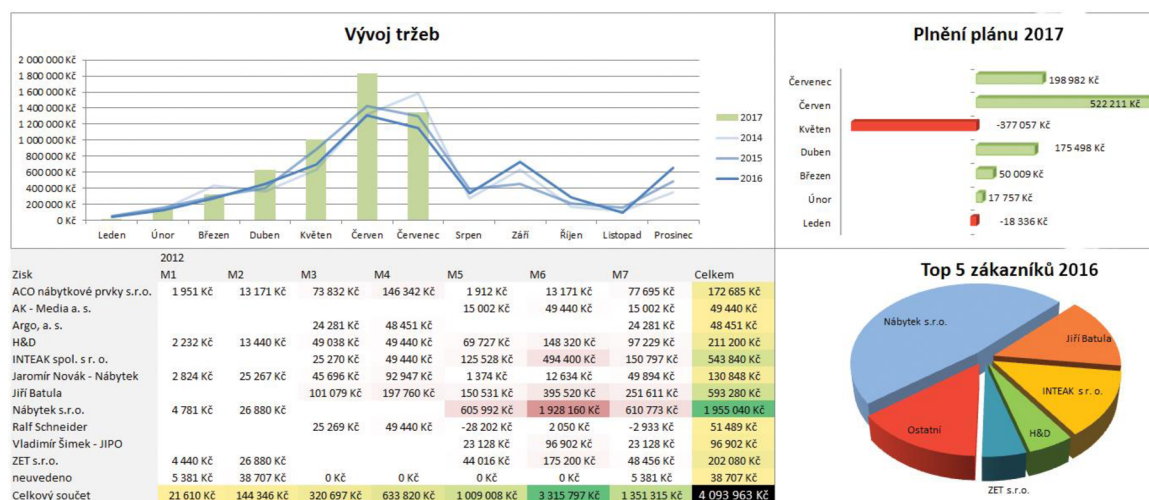 Vývoj tržeb
2 000 000 Kč
1 800 000 Kč
1 600 000 Kč
1 400 000 Kč
1 200 000 Kč
1 000 000 Kč
800 000 Kč
600 000 Kč
400 000 Kč
200 000 Kč
0 Kč
Leden Únor Březen Duben Květen Červen Červenec Srpen Září Říjen Listopad Prosinec
2017
2014
2015
2016
Plnění plánu 2017
Červenec 198 982 Kč
Červen 522 211 Kč
Květen -377 057 Kč
Duben 175 498 Kč
Březen 50 009 Kč
Únor 17 757 Kč
Leden -18 336 Kč
2012
Zisk M1 M2 M3 M4 M5 M6 M7 Celkem
ACO nábytkové prvky s.r.o. 1 951 Kč 13 171 Kč 73 832 Kč 146 342 Kč 1 912 Kč 13 171 Kč 77 695 Kč 172 685 Kč
AK - Media a. s. 15 002 Kč 49 440 Kč 15 002 Kč 49 440 Kč
Argo, a. s. 24 281 Kč 48 451 Kč 24 281 Kč 48 451 Kč
H&D 2 232 Kč 13 440 Kč 49 038 Kč 49 440 Kč 69 727 Kč 148 320 Kč 97 229 Kč 211 200 Kč
INTEAK spol. s r. o. 25 270 Kč 49 440 Kč 125 528 Kč 494 400 Kč 150 797 Kč 543 840 Kč
Jaromír Novák - Nábytek 2 824 Kč 25 267 Kč 45 696 Kč 92 947 Kč 1 374 Kč 12 634 Kč 49 894 Kč 130 848 Kč
Jiří Batula 101 079 Kč 197 760 Kč 150 531 Kč 395 520 Kč 251 611 Kč 593 280 Kč
Nábytek s.r.o. 4 781 Kč 26 880 Kč 605 992 Kč 1 928 160 Kč 610 773 Kč 1 955 040 Kč
Ralf Schneider 25 269 Kč 49 440 Kč -28 202 Kč 2 050 Kč -2 933 Kč 51 489 Kč
Vladimír Šimek - JIPO 23 128 Kč 96 902 Kč 23 128 Kč 96 902 Kč
ZET s.r.o. 4 440 Kč 26 880 Kč 44 016 Kč 175 200 Kč 48 456 Kč 202 080 Kč
neuvedeno 5 381 Kč 38 707 Kč 0 Kč 0 Kč 0 Kč 0 Kč 5 381 Kč 38 707 Kč
Celkový součet 21 610 Kč 144 346 Kč 320 697 Kč 633 820 Kč 1 009 008 Kč 3 315 797 Kč 1 351 315 Kč 4 093 963 Kč
Top 5 zákazníků 2016
Nábytek s.r.o.
Jiří Batula
INTEAK s r. o.
H&D
ZET s.r.o.
Ostatní